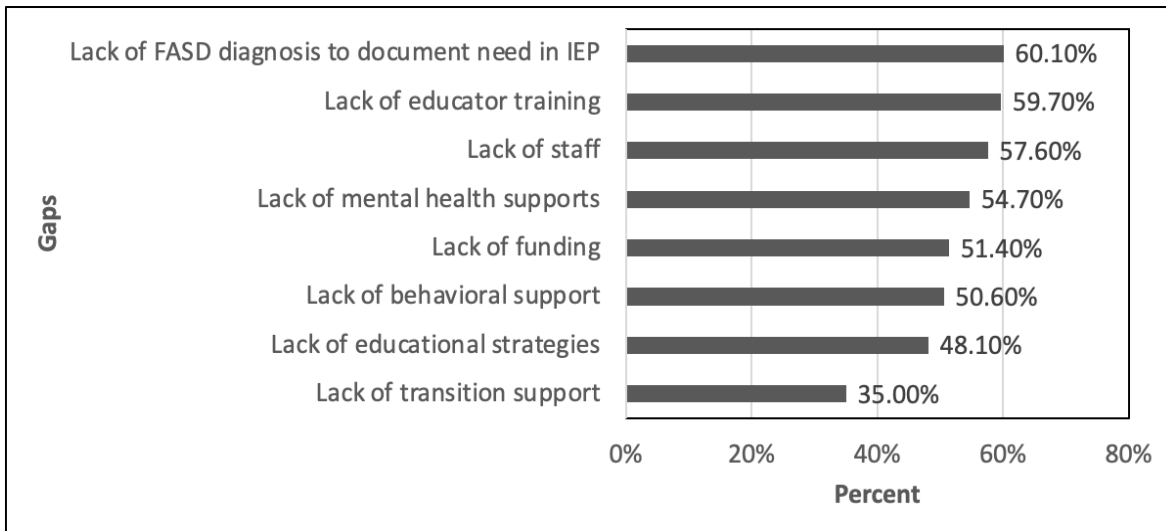 Gaps
Lack of FASD diagnosis to document need in IEP 60.10%
Lack of educator training 59.70%
Lack of staff 57.60%
Lack of mental health supports 54.70%
Lack of funding 51.40%
Lack of behavioral support 50.60%
Lack of educational strategies 48.10%
Lack of transition support 35.00%
0% 20% 40% 60% 80%
Percent